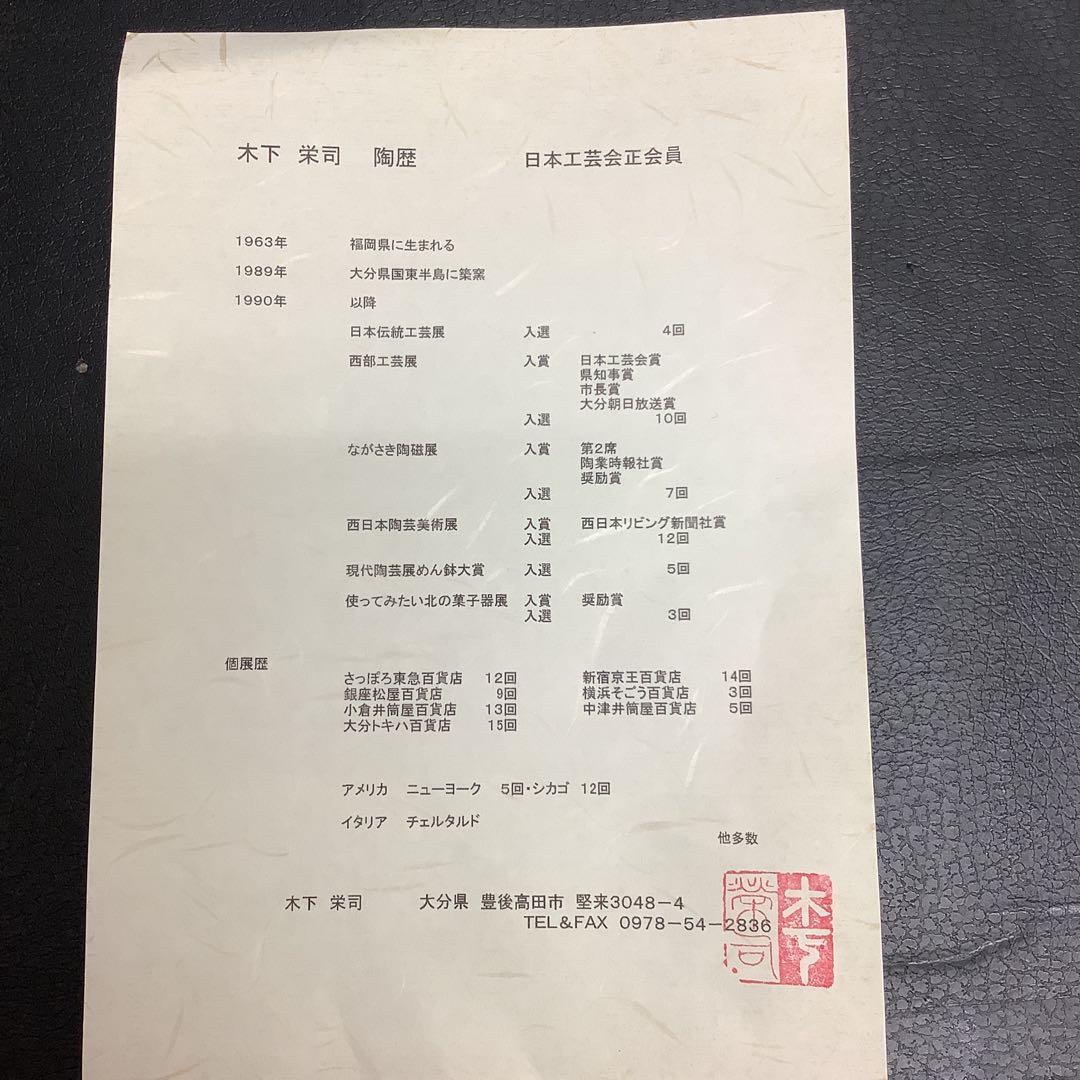 木下 栄司 陶歴 日本工芸会正会員
1963年 福岡県に生まれる
1989年 大分県国東半島に築窯
1990年 以降
日本伝統工芸展 入選 4回
西部工芸展 入賞 日本工芸会賞
県知事賞
市長賞
大分朝日放送賞
入選 10回
ながさき陶磁展 入賞 第2席
陶業時報社賞
奨励賞
入選 7回
西日本陶芸美術展 入賞 西日本リビング新聞社賞
入選 12回
現代陶芸展めん鉢大賞 入選 5回
使ってみたい北の菓子器展 入賞 奨励賞
入選 3回
個展歴
さっぽろ東急百貨店 12回 新宿京王百貨店 14回
銀座松屋百貨店 9回 横浜そごう百貨店 3回
小倉井筒屋百貨店 13回 中津井筒屋百貨店 5回
大分トキハ百貨店 15回
アメリカ ニューヨーク 5回・シカゴ 12回
イタリア チェルタルド
他多数
木下 栄司 大分県 豊後高田市 堅来3048-4
TEL&FAX 0978-54-2836
木下
栄司